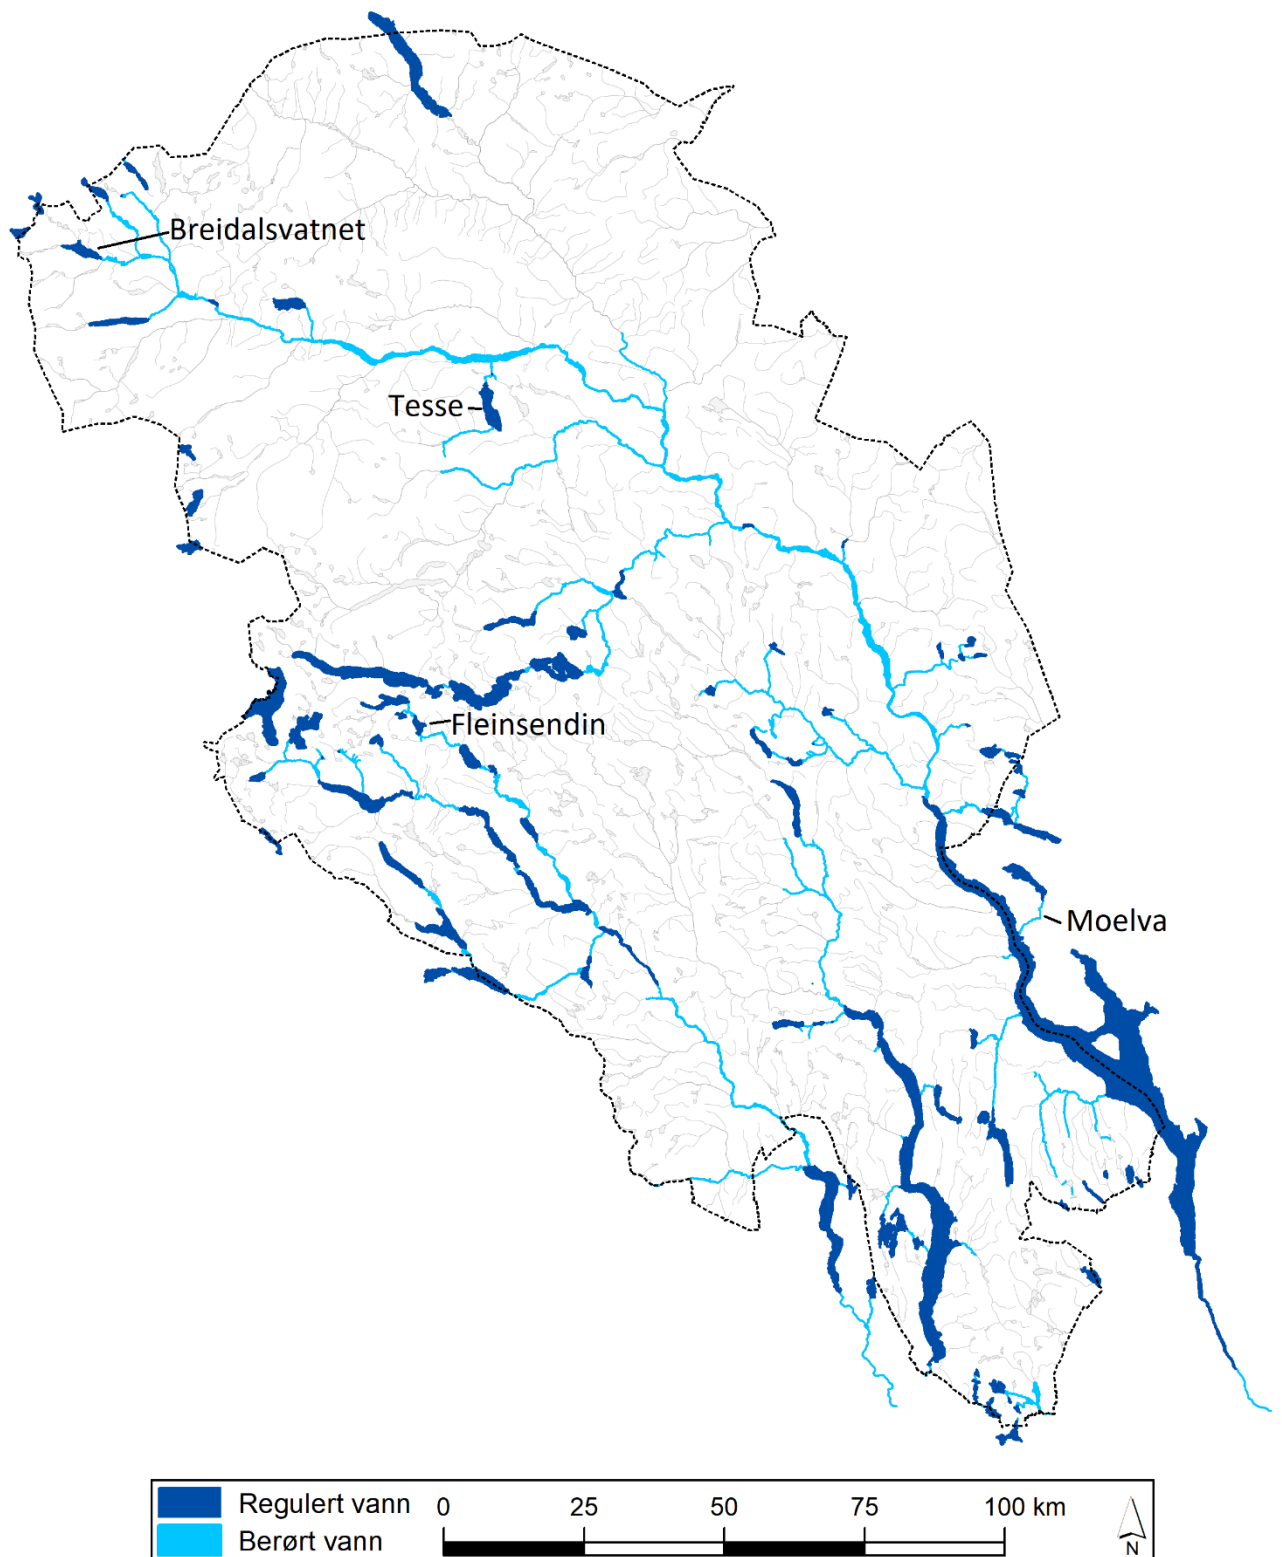 Breidalsvatnet
Tesse
Fleinsendin
Moelva
Regulert vann 0 25 50 75 100 km
Berørt vann
N